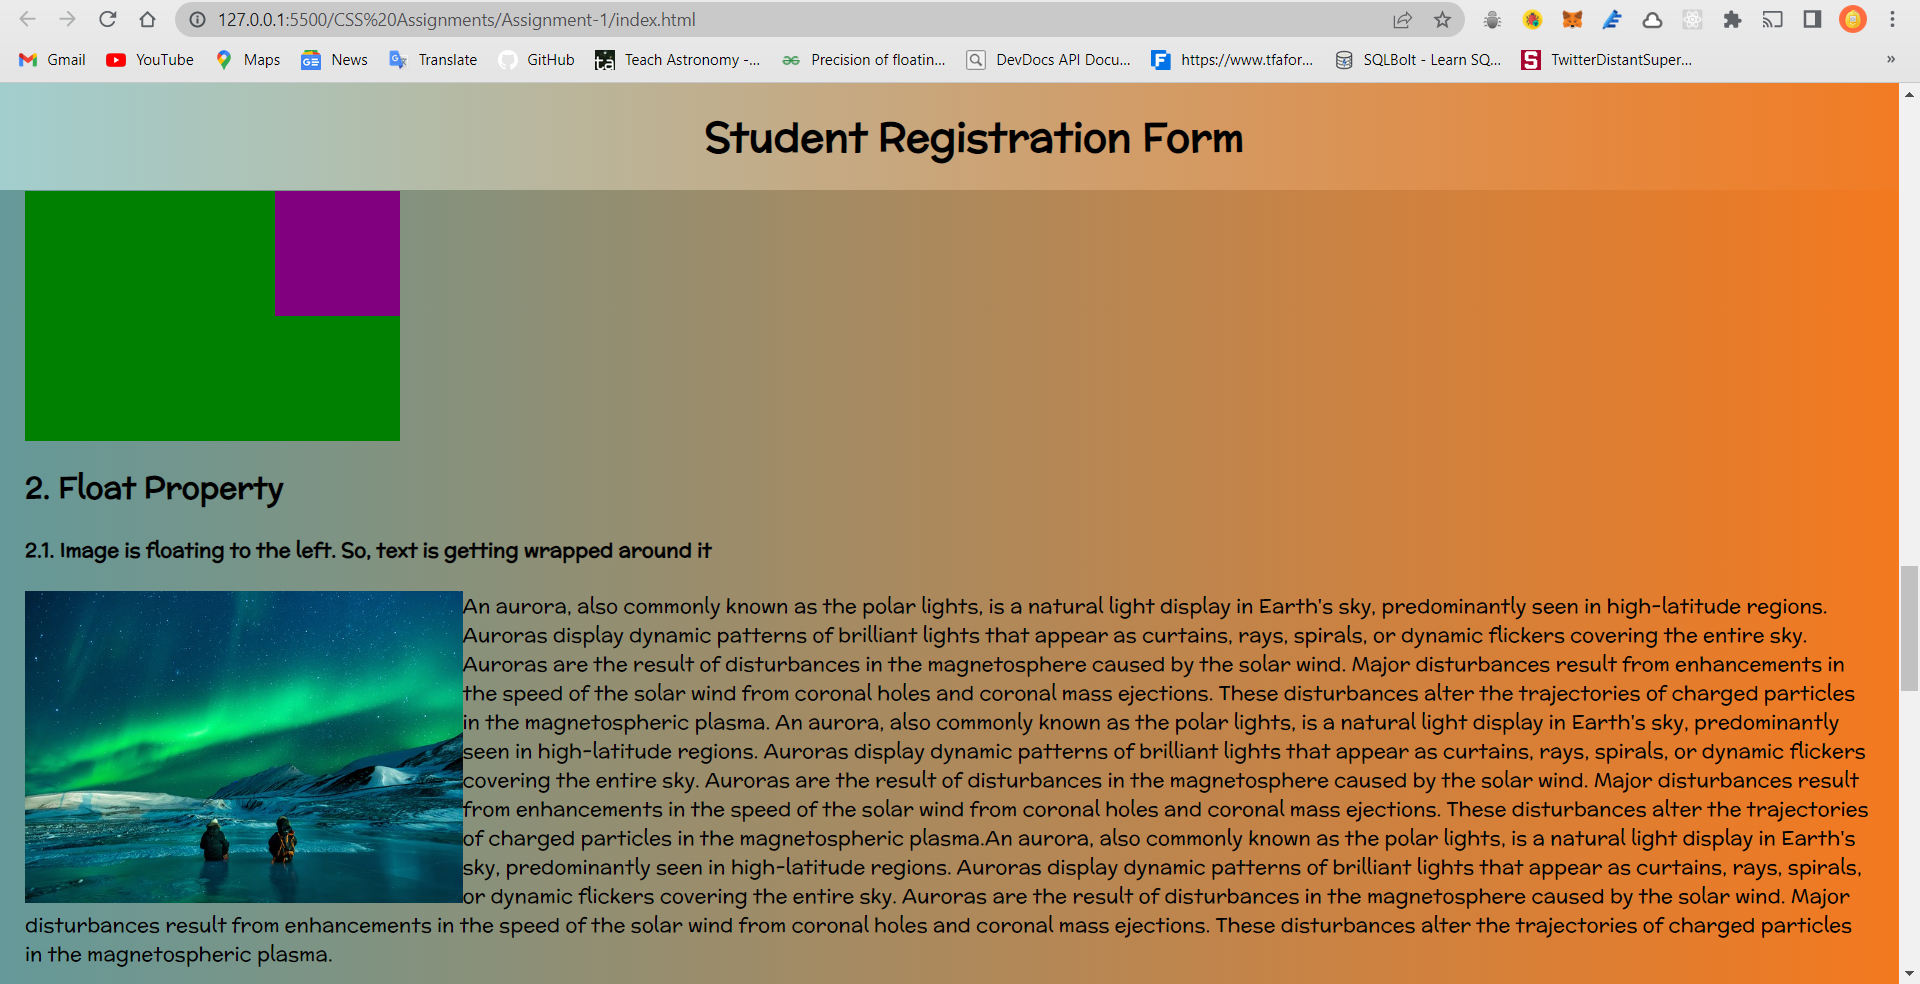 127.0.0.1:5500/CSS%20Assignments/Assignment-1/index.html
Gmail YouTube Maps News Translate GitHub ta Teach Astronomy -... Precision of floatin... DevDocs API Docu... https://www.tfafor... SQLBolt - Learn SQ... S TwitterDistantSuper... »
Student Registration Form
2. Float Property
2.1. Image is floating to the left. So, text is getting wrapped around it
An aurora, also commonly known as the polar lights, is a natural light display in Earth's sky, predominantly seen in high-latitude regions.
Auroras display dynamic patterns of brilliant lights that appear as curtains, rays, spirals, or dynamic flickers covering the entire sky.
Auroras are the result of disturbances in the magnetosphere caused by the solar wind. Major disturbances result from enhancements in
the speed of the solar wind from coronal holes and coronal mass ejections. These disturbances alter the trajectories of charged particles
in the magnetospheric plasma. An aurora, also commonly known as the polar lights, is a natural light display in Earth's sky, predominantly
seen in high-latitude regions. Auroras display dynamic patterns of brilliant lights that appear as curtains, rays, spirals, or dynamic flickers
covering the entire sky. Auroras are the result of disturbances in the magnetosphere caused by the solar wind. Major disturbances result
from enhancements in the speed of the solar wind from coronal holes and coronal mass ejections. These disturbances alter the trajectories
of charged particles in the magnetospheric plasma.An aurora, also commonly known as the polar lights, is a natural light display in Earth's
sky, predominantly seen in high-latitude regions. Auroras display dynamic patterns of brilliant lights that appear as curtains, rays, spirals,
or dynamic flickers covering the entire sky. Auroras are the result of disturbances in the magnetosphere caused by the solar wind. Major
disturbances result from enhancements in the speed of the solar wind from coronal holes and coronal mass ejections. These disturbances alter the trajectories of charged particles
in the magnetospheric plasma.